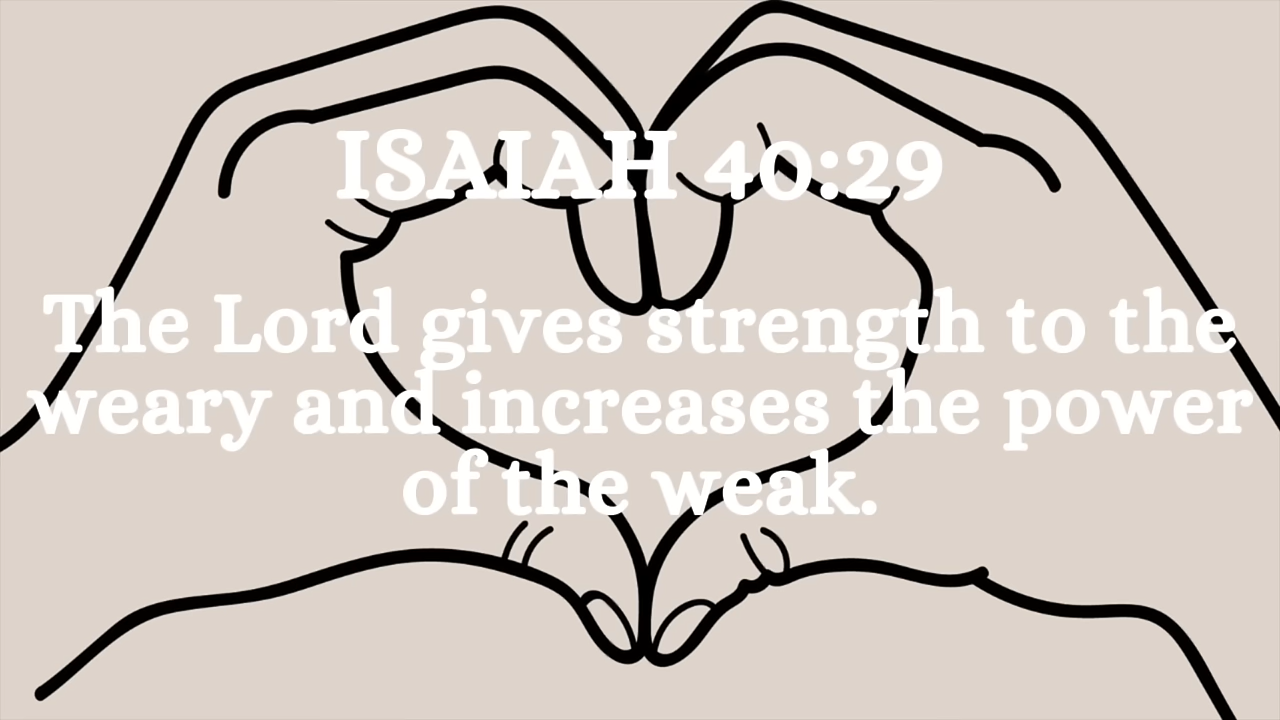 ISAIAH 40:29
The Lord gives strength to the
weary and increases the power
of the weak.